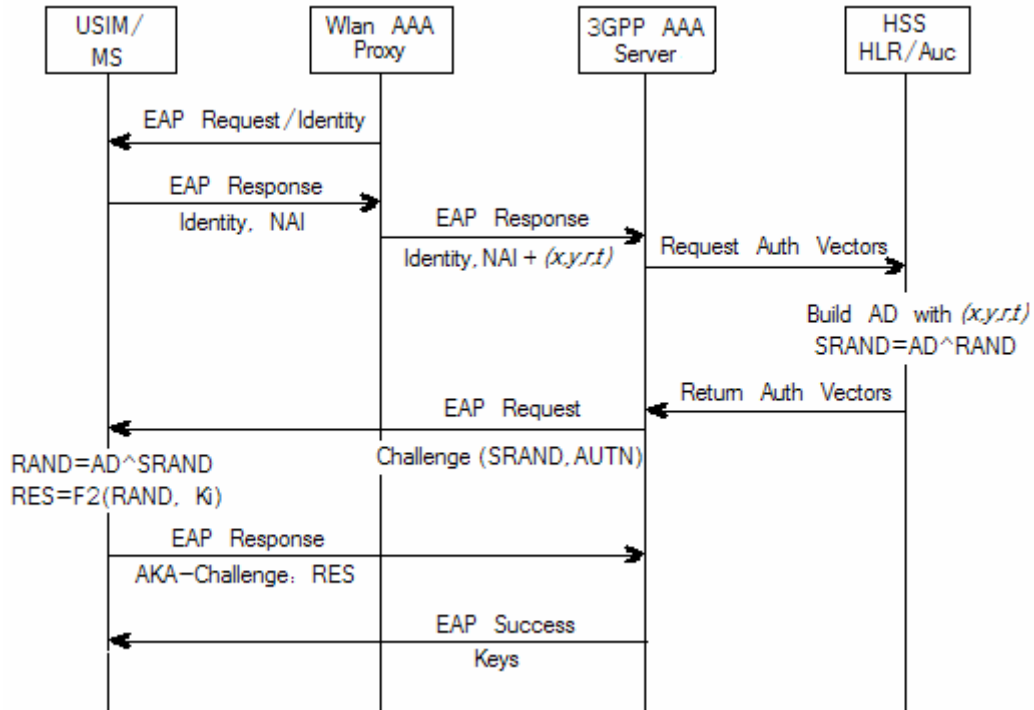 USIM/
MS
Wlan AAA
Proxy
3GPP AAA
Server
HSS
HLR/Auc
EAP Request/Identity
EAP Response
Identity, NAI
EAP Response
Identity, NAI + (x,y,r,t)
Request Auth Vectors
Build AD with (x,y,r,t)
SRAND=AD^RAND
Return Auth Vectors
EAP Request
Challenge (SRAND, AUTN)
RAND=AD^SRAND
RES=F2(RAND, Ki)
EAP Response
AKA-Challenge: RES
EAP Success
Keys